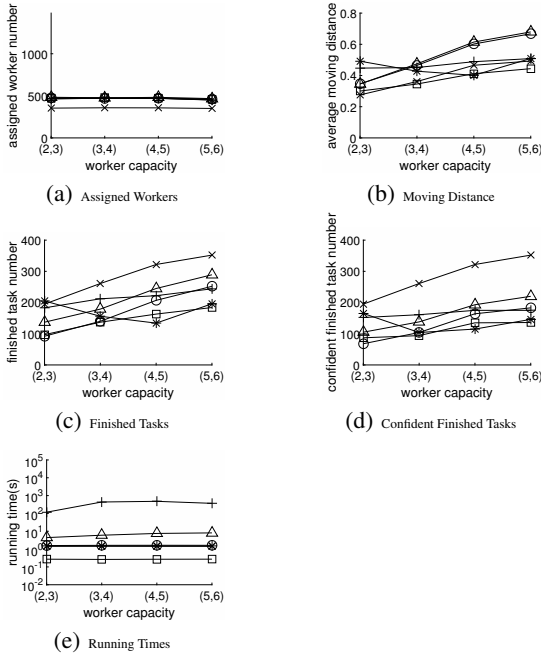 1000
500
0
assigned worker number
(2,3) (3,4) (4,5) (5,6)
worker capacity
(a) Assigned Workers
0.8
0.6
0.4
0.2
0
average moving distance
(2,3) (3,4) (4,5) (5,6)
worker capacity
(b) Moving Distance
400
300
200
100
0
finished task number
(2,3) (3,4) (4,5) (5,6)
worker capacity
(c) Finished Tasks
400
300
200
100
0
confident finished task number
(2,3) (3,4) (4,5) (5,6)
worker capacity
(d) Confident Finished Tasks
10^5
10^4
10^3
10^2
10^1
10^0
10^-1
10^-2
running time(s)
(2,3) (3,4) (4,5) (5,6)
worker capacity
(e) Running Times